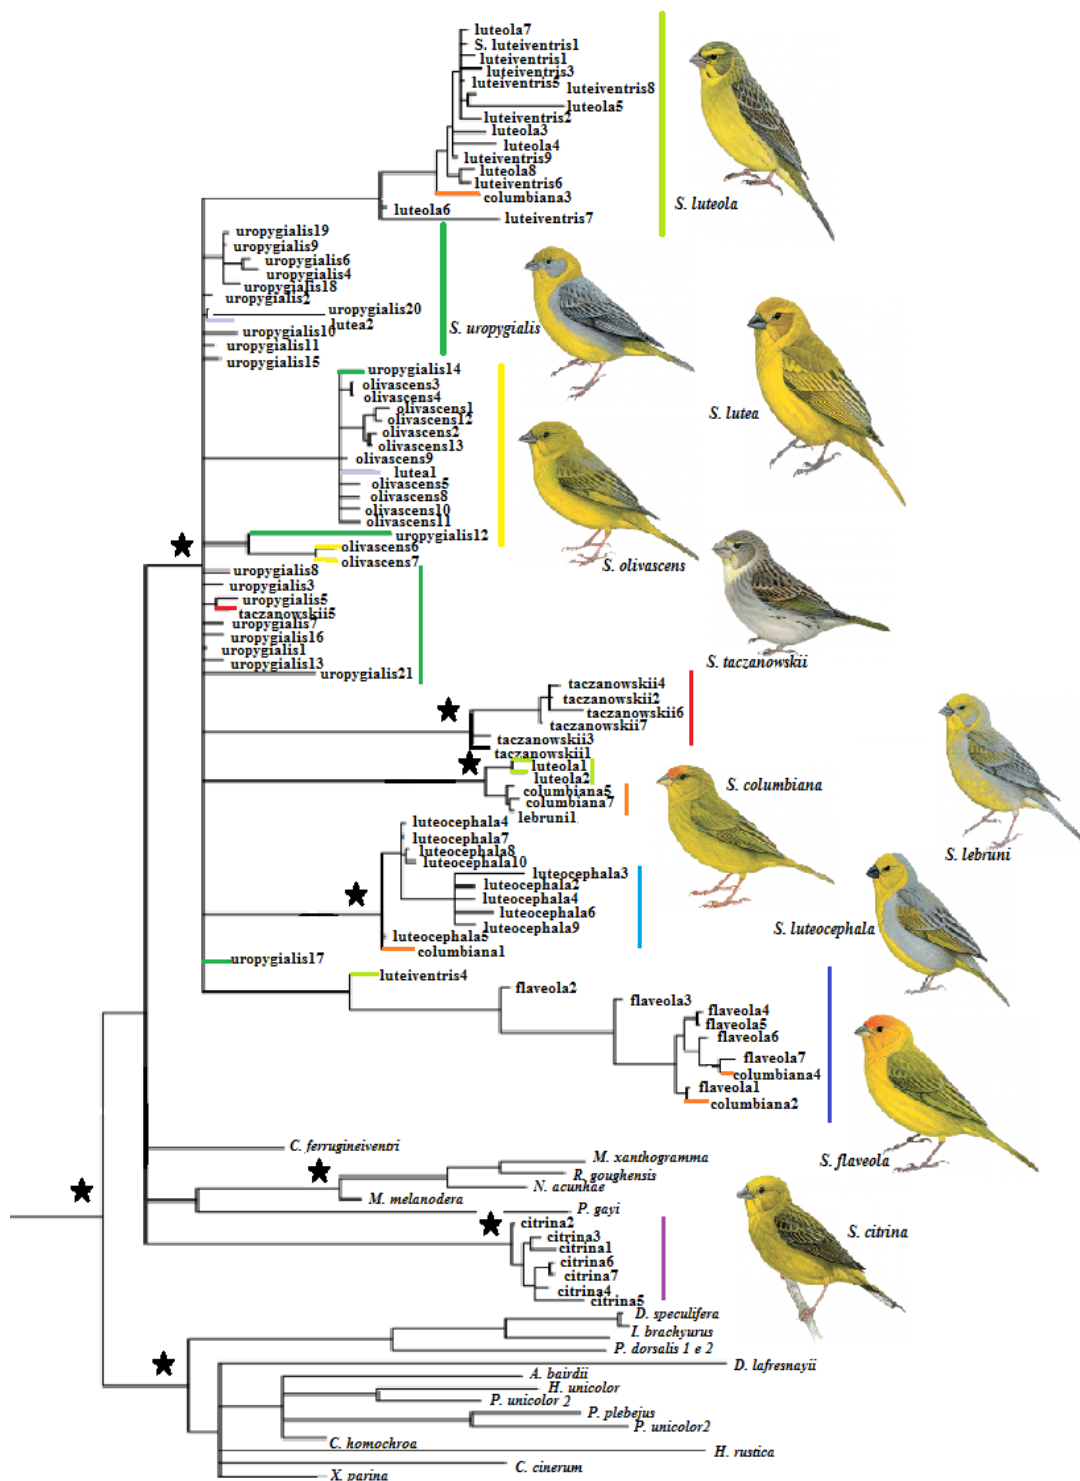 luteola7
S. luteiventris1
luteiventris1
luteiventris3
luteiventris5
luteiventris8
luteola5
luteiventris2
luteola3
luteola4
luteiventris9
luteola8
luteiventris6
columbiana3
S. luteola
luteola6
luteiventris7
uropygialis19
uropygialis9
uropygialis6
uropygialis4
uropygialis18
uropygialis2
uropygialis20
lutea2
S. uropygialis
uropygialis10
uropygialis11
uropygialis15
uropygialis14
olivascens3
olivascens4
olivascens1
S. lutea
olivascens12
olivascens2
olivascens13
olivascens9
lutea1
olivascens5
olivascens8
olivascens10
olivascens11
uropygialis12
olivascens6
olivascens7
S. olivascens
uropygialis8
uropygialis3
uropygialis5
taczanowskii5
uropygialis7
uropygialis16
uropygialis1
uropygialis13
S. taczanowskii
uropygialis21
taczanowskii4
taczanowskii2
taczanowskii6
taczanowskii7
taczanowskii3
taczanowskii1
luteola1
luteola2
S. columbiana
columbiana5
columbiana7
lebruni1
luteocephala4
luteocephala7
luteocephala8
luteocephala10
S. lebruni
luteocephala3
luteocephala2
luteocephala4
luteocephala6
luteocephala9
S. luteocephala
luteocephala5
columbiana1
uropygialis17
luteiventris4
flaveola2
flaveola3
flaveola4
flaveola5
flaveola6
flaveola7
columbiana4
flaveola1
columbiana2
C. ferrugineiventri
M. xanthogramma
S. flaveola
R. goughensis
N. acunhae
M. melanodera
P. gayi
citrina2
citrina3
S. citrina
citrina1
citrina6
citrina7
citrina4
citrina5
D. speculifera
I. brachyurus
P. dorsalis 1 e 2
D. lafresnayii
A. bairdii
H. unicolor
P. unicolor 2
P. plebejus
P. unicolor2
C. homochroa
H. rustica
C. cinerum
X. parina